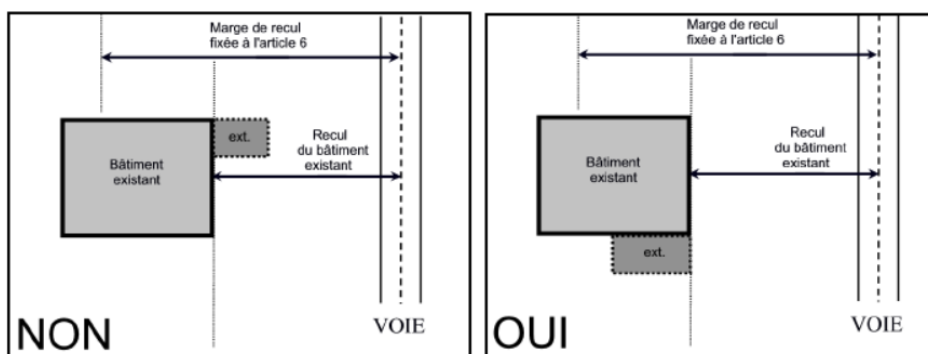 Marge de recul
fixée à l'article 6
ext.
Recul
du bâtiment
existant
Bâtiment
existant
NON
VOIE
Marge de recul
fixée à l'article 6
Recul
du bâtiment
existant
Bâtiment
existant
ext.
OUI
VOIE